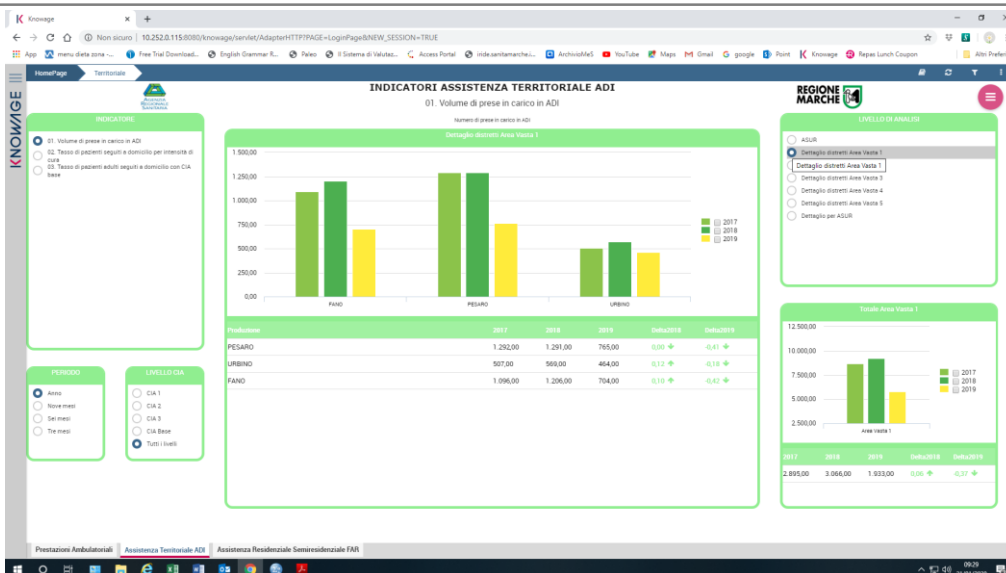 Knowage
Non sicuro | 10.252.0.115:8080/knowage/servlet/AdapterHTTP?PAGE=LoginPage&NEW_SESSION=TRUE
App
menu dieta zona -...
Free Trial Download...
English Grammar R...
Paleo
Il Sistema di Valutaz...
Access Portal
iride.sanitamarche.i...
ArchivioMeS
YouTube
Maps
Gmail
google
Point
Knowage
Repas Lunch Coupon
Altri Prefer
KNOWAGE
HomePage
Territoriale
INDICATORI ASSISTENZA TERRITORIALE ADI
01. Volume di prese in carico in ADI
Numero di prese in carico in ADI
REGIONE
MARCHE
INDICATORE
01. Volume di prese in carico in ADI
02. Tasso di pazienti seguiti a domicilio per intensità di
cura
03. Tasso di pazienti adulti seguiti a domicilio con CIA
base
PERIODO
Anno
Nove mesi
Sei mesi
Tre mesi
LIVELLO CIA
CIA 1
CIA 2
CIA 3
CIA Base
Tutti i livelli
Dettaglio distretti Area Vasta 1
1.500,00
1.250,00
1.000,00
750,00
500,00
250,00
0,00
FANO
PESARO
URBINO
2017
2018
2019
Produttore 2017 2018 2019 Delta2018 Delta2019
PESARO 1.292,00 1.291,00 765,00 0,00 -0,41
URBINO 507,00 569,00 464,00 0,12 -0,18
FANO 1.096,00 1.206,00 704,00 0,10 -0,42
LIVELLO DI ANALISI
ASUR
Dettaglio distretti Area Vasta 1
Dettaglio distretti Area Vasta 1
Dettaglio distretti Area Vasta 3
Dettaglio distretti Area Vasta 4
Dettaglio distretti Area Vasta 5
Dettaglio per ASUR
Totale Area Vasta 1
12.500,00
10.000,00
7.500,00
5.000,00
2.500,00
Area Vasta 1
2017
2018
2019
2017 2018 2019 Delta2018 Delta2019
2.895,00 3.066,00 1.933,00 0,06 -0,37
Prestazioni Ambulatoriali
Assistenza Territoriale ADI
Assistenza Residenziale Semiresidenziale FAR
09:29